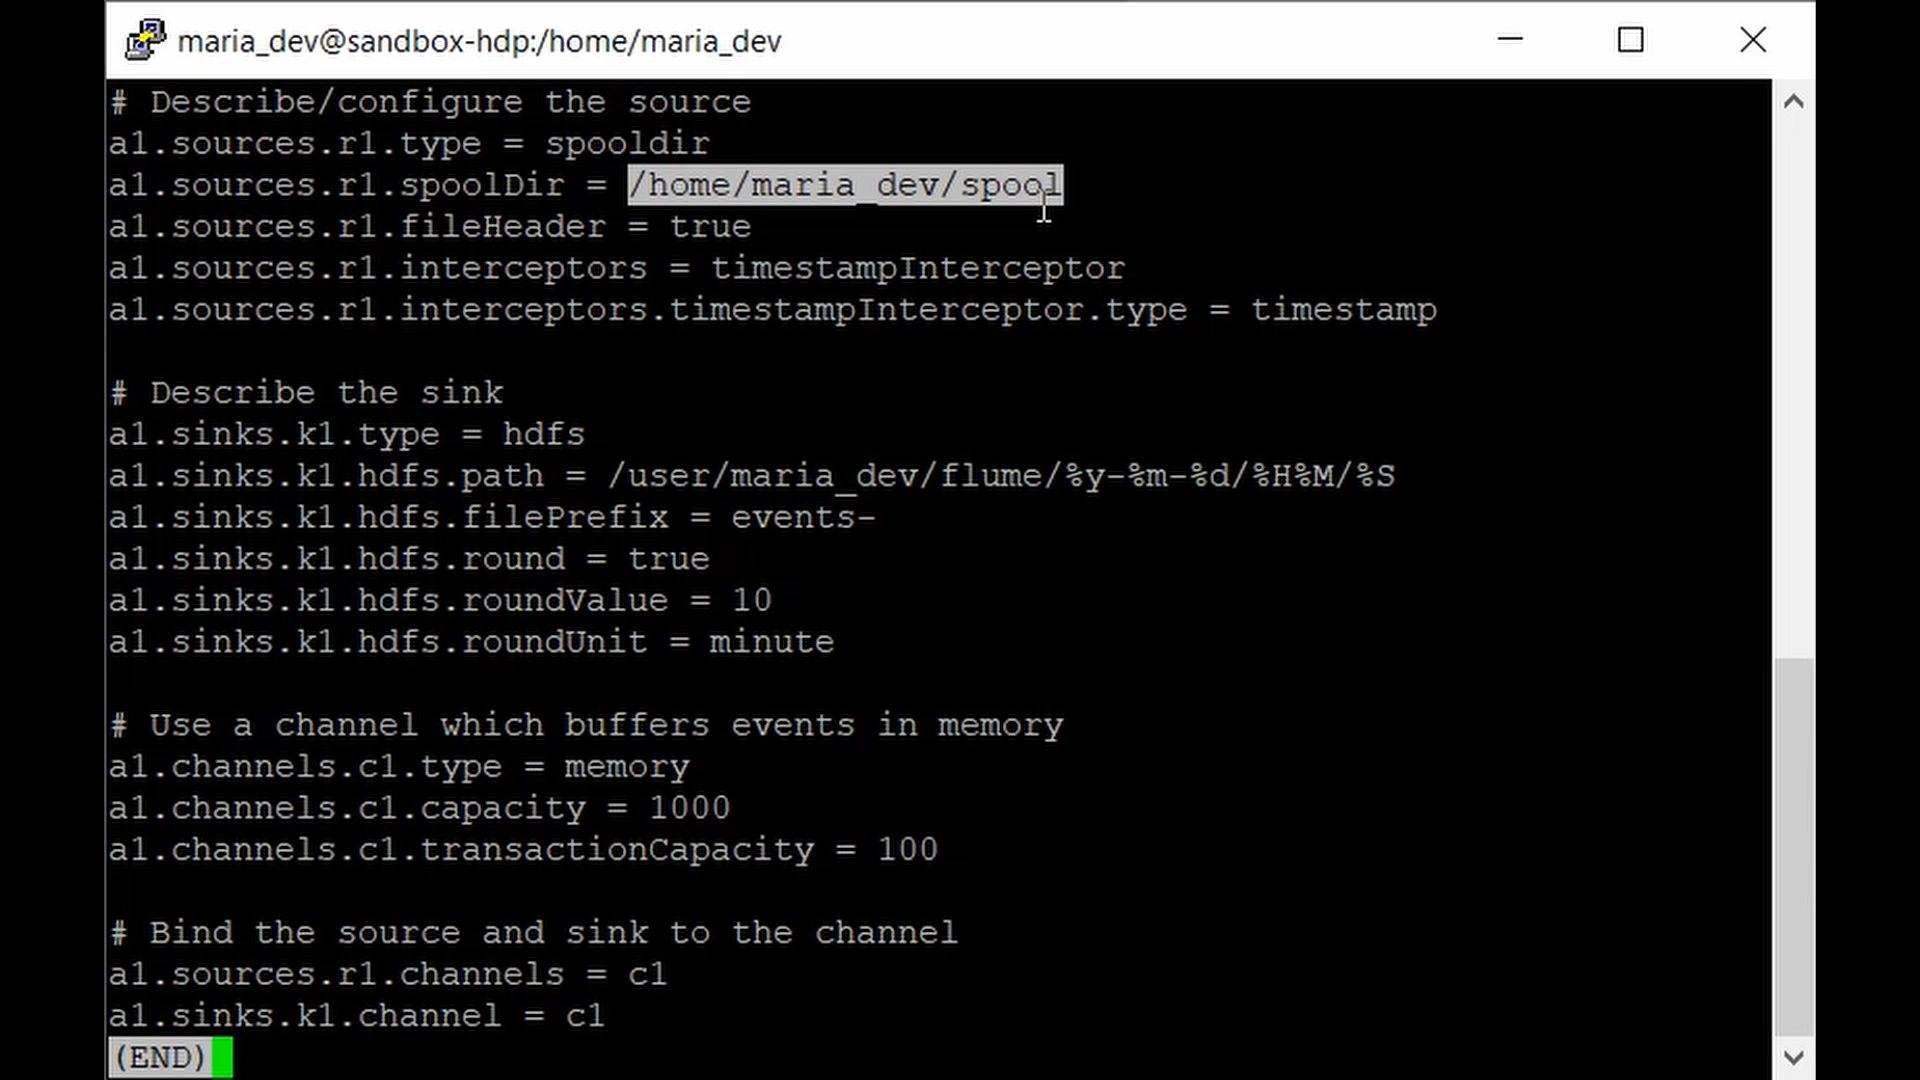 maria_dev@sandbox-hdp:/home/maria_dev
# Describe/configure the source
a1.sources.r1.type = spooldir
a1.sources.r1.spoolDir = /home/maria_dev/spool
a1.sources.r1.fileHeader = true
a1.sources.r1.interceptors = timestampInterceptor
a1.sources.r1.interceptors.timestampInterceptor.type = timestamp

# Describe the sink
a1.sinks.k1.type = hdfs
a1.sinks.k1.hdfs.path = /user/maria_dev/flume/%y-%m-%d/%H%M/%S
a1.sinks.k1.hdfs.filePrefix = events-
a1.sinks.k1.hdfs.round = true
a1.sinks.k1.hdfs.roundValue = 10
a1.sinks.k1.hdfs.roundUnit = minute

# Use a channel which buffers events in memory
a1.channels.c1.type = memory
a1.channels.c1.capacity = 1000
a1.channels.c1.transactionCapacity = 100

# Bind the source and sink to the channel
a1.sources.r1.channels = c1
a1.sinks.k1.channel = c1
(END)